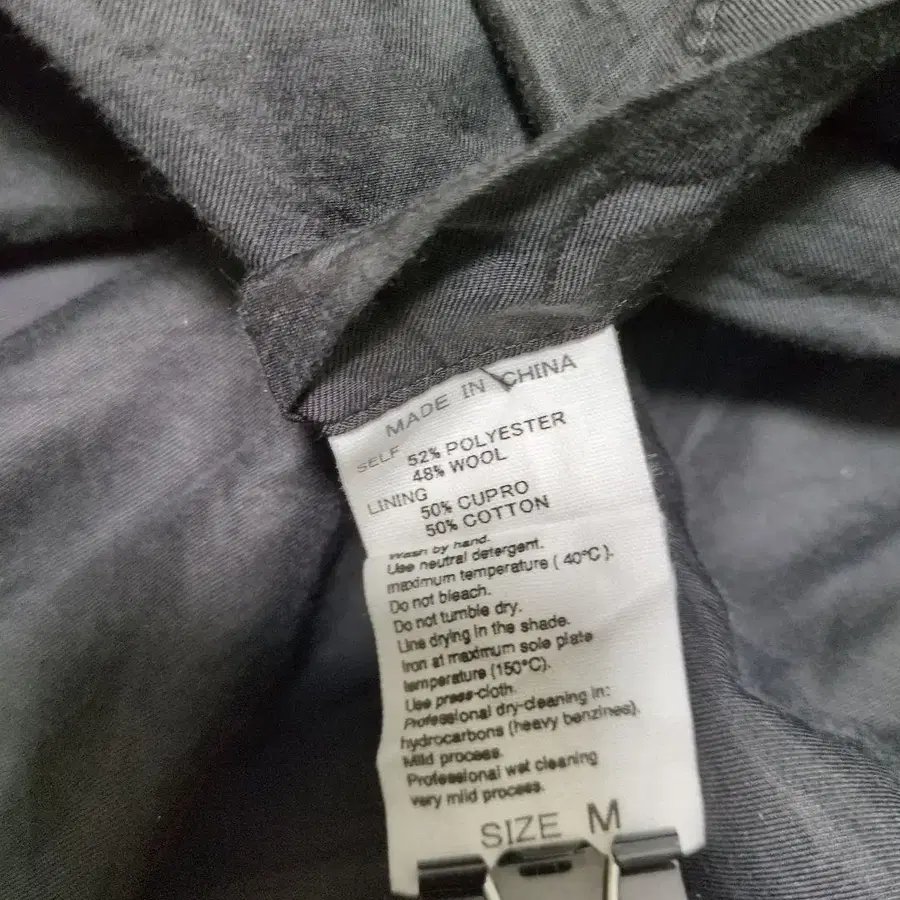 MADE IN CHINA
SELF 52% POLYESTER
48% WOOL
LINING 50% CUPRO
50% COTTON
Wash by hand.
Use neutral detergent.
maximum temperature ( 40°C ).
Do not bleach.
Do not tumble dry.
Line drying in the shade.
Iron at maximum sole plate
temperature (150°C).
Use press-cloth.
Professional dry-cleaning in:
hydrocarbons (heavy benzines).
Mild process.
Professional wet cleaning
very mild process.
SIZE M